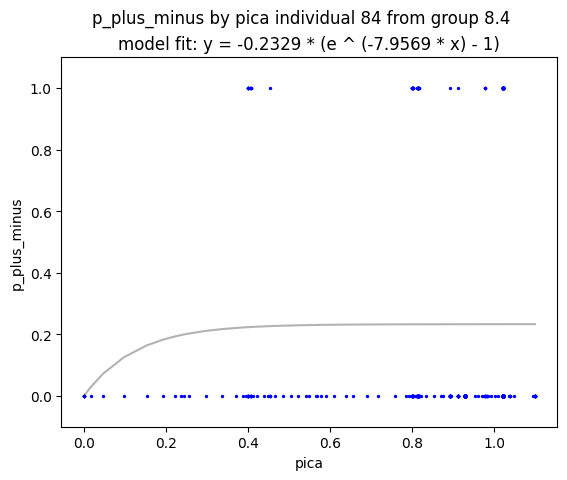 p_plus_minus by pica individual 84 from group 8.4
model fit: y = -0.2329 * (e ^ (-7.9569 * x) - 1)
1.0
0.8
0.6
0.4
0.2
0.0
p_plus_minus
0.0 0.2 0.4 0.6 0.8 1.0
pica